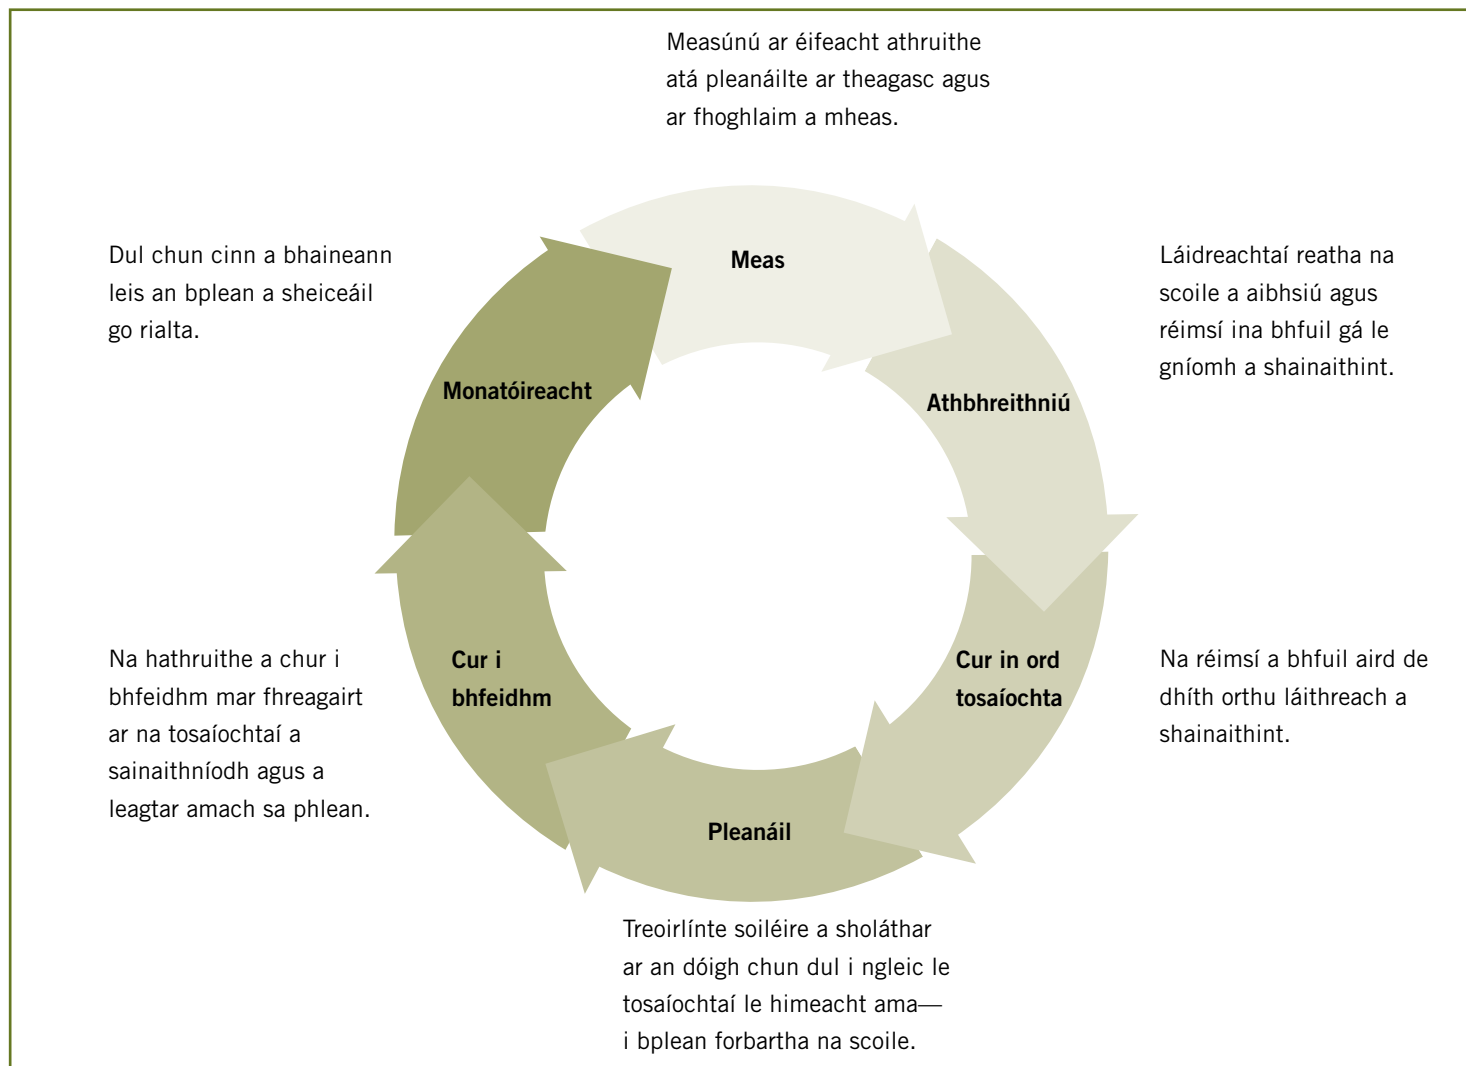 Measúnú ar éifeacht athruithe
atá pleanáilte ar theagasc agus
ar fhoghlaim a mheas.
Meas
Láidreachtaí reatha na
scoile a aibhsiú agus
réimsí ina bhfuil gá le
gníomh a shainaithint.
Athbhreithniú
Na réimsí a bhfuil aird de
dhíth orthu láithreach a
shainaithint.
Cur in ord
tosaíochta
Pleanáil
Treoirlínte soiléire a sholáthar
ar an dóigh chun dul i ngleic le
tosaíochtaí le himeacht ama—
i bplean forbartha na scoile.
Cur i
bhfeidhm
Na hathruithe a chur i
bhfeidhm mar fhreagairt
ar na tosaíochtaí a
sainaithníodh agus a
leagtar amach sa phlean.
Monatóireacht
Dul chun cinn a bhaineann
leis an bplean a sheiceáil
go rialta.